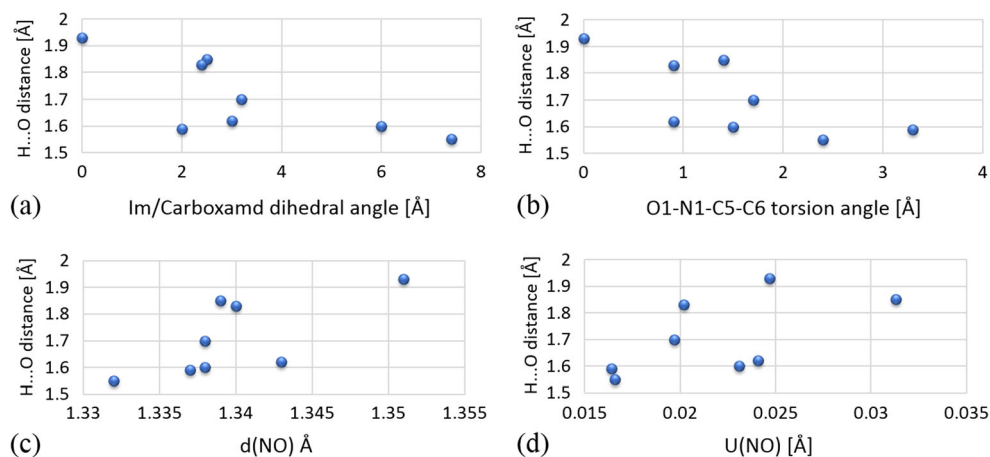 2
1.9
1.8
1.7
1.6
1.5
H...O distance [Å]
0 2 4 6 8
(a) Im/Carboxamd dihedral angle [Å]
2
1.9
1.8
1.7
1.6
1.5
H...O distance [Å]
0 1 2 3 4
(b) O1-N1-C5-C6 torsion angle [Å]
2
1.9
1.8
1.7
1.6
1.5
H...O distance [Å]
1.33 1.335 1.34 1.345 1.35 1.355
(c) d(NO) Å
2
1.9
1.8
1.7
1.6
1.5
H...O distance [Å]
0.015 0.02 0.025 0.03 0.035
(d) U(NO) [Å]